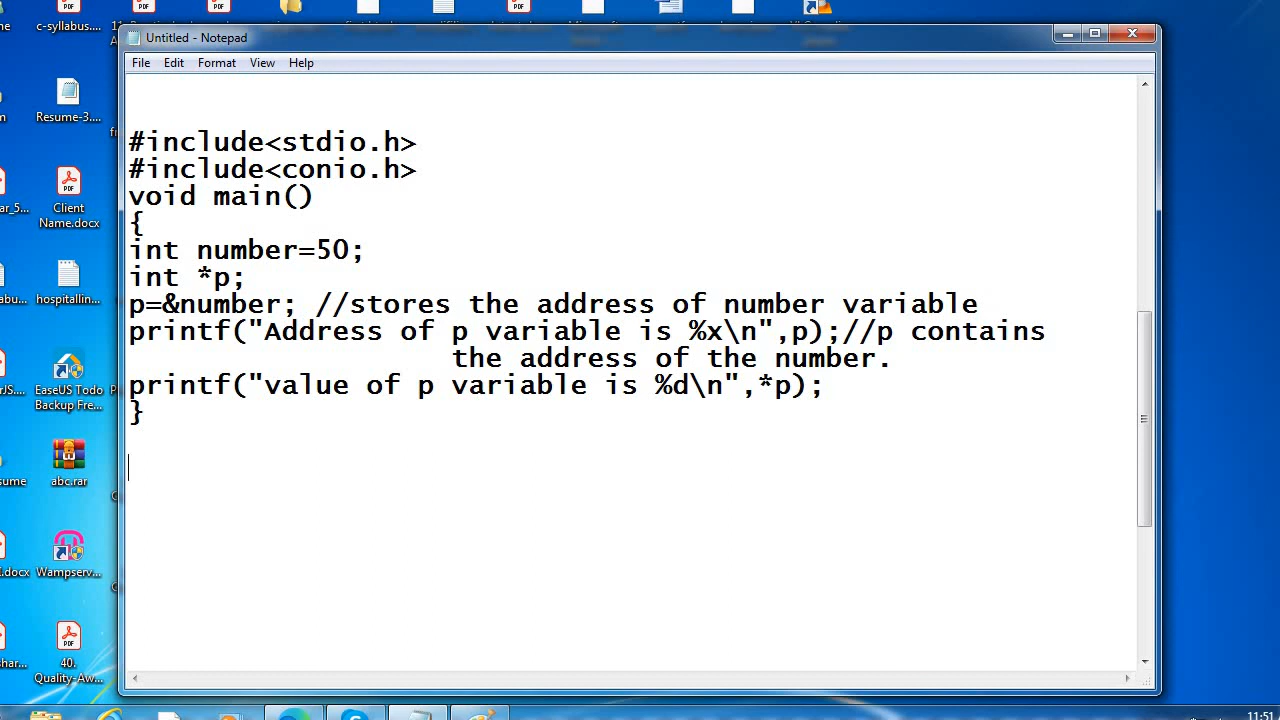 c-syllabus....
Untitled - Notepad
File Edit Format View Help
#include<stdio.h>
#include<conio.h>
void main()
{
int number=50;
int *p;
p=&number; //stores the address of number variable
printf("Address of p variable is %x\n",p);//p contains
the address of the number.
printf("value of p variable is %d\n",*p);
}
Resume-3....
Client
Name.docx
hospitallin...
EaseUS Todo
Backup Fre...
abc.rar
Wampserv...
40.
Quality-Aw...
11:51